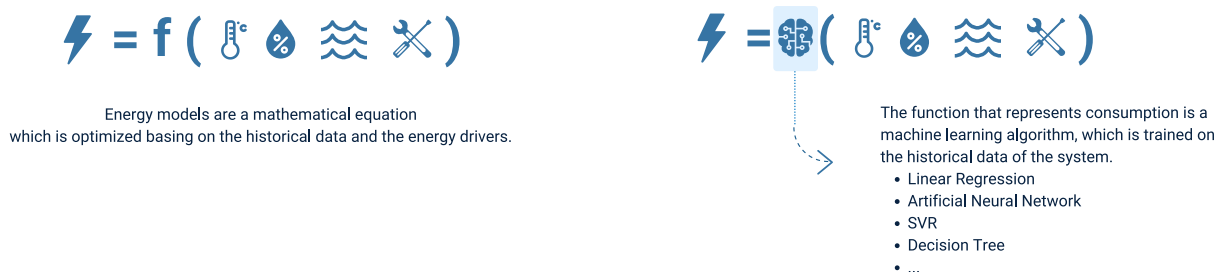 = f ( °c % )
Energy models are a mathematical equation
which is optimized basing on the historical data and the energy drivers.
= ( °c % )
The function that represents consumption is a
machine learning algorithm, which is trained on
the historical data of the system.
• Linear Regression
• Artificial Neural Network
• SVR
• Decision Tree
• ...